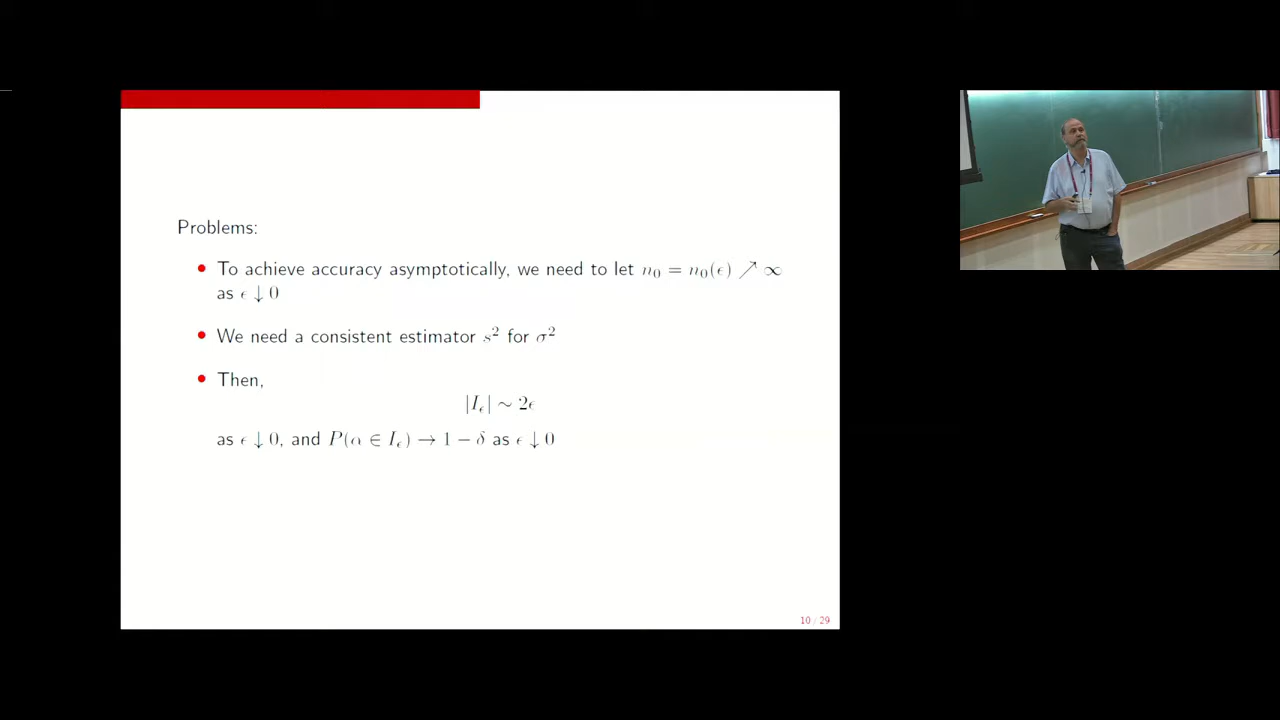 Problems:
• To achieve accuracy asymptotically, we need to let n₀ = n₀(ϵ) ↗ ∞
as ϵ ↓ 0
• We need a consistent estimator s² for σ²
• Then,
|I_ϵ| ∼ 2ϵ
as ϵ ↓ 0, and P(α ∈ I_ϵ) → 1 − δ as ϵ ↓ 0
10 / 29